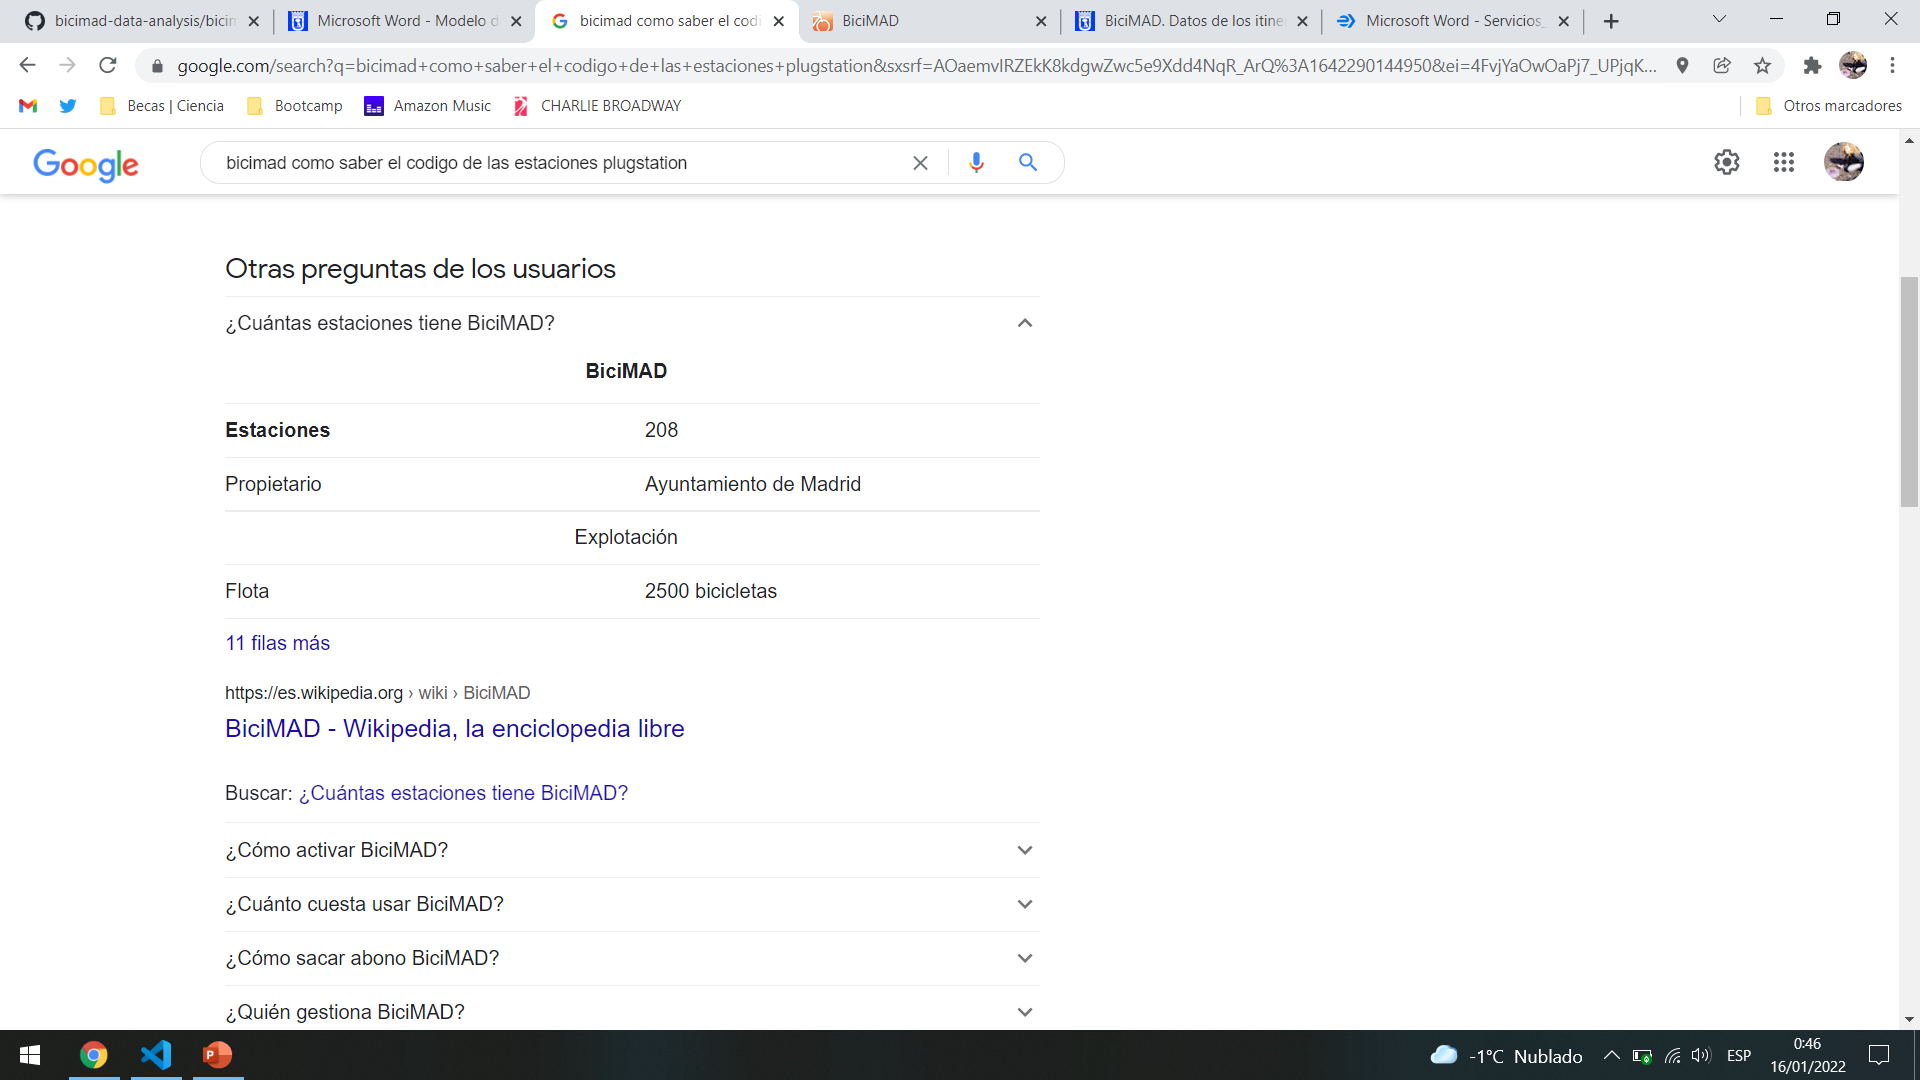 bicimad-data-analysis/bicim
Microsoft Word - Modelo d
bicimad como saber el codi
BiciMAD
BiciMAD. Datos de los itine
Microsoft Word - Servicios_
google.com/search?q=bicimad+como+saber+el+codigo+de+las+estaciones+plugstation&sxsrf=AOaemvIRZEkK8kdgwZwc5e9Xdd4NqR_ArQ%3A1642290144950&ei=4FvjYaOwOaPj7_UPjqK...
Becas | Ciencia
Bootcamp
Amazon Music
CHARLIE BROADWAY
Otros marcadores
Google
bicimad como saber el codigo de las estaciones plugstation
Otras preguntas de los usuarios
¿Cuántas estaciones tiene BiciMAD?
BiciMAD
Estaciones 208
Propietario Ayuntamiento de Madrid
Explotación
Flota 2500 bicicletas
11 filas más
https://es.wikipedia.org › wiki › BiciMAD
BiciMAD - Wikipedia, la enciclopedia libre
Buscar: ¿Cuántas estaciones tiene BiciMAD?
¿Cómo activar BiciMAD?
¿Cuánto cuesta usar BiciMAD?
¿Cómo sacar abono BiciMAD?
¿Quién gestiona BiciMAD?
-1°C Nublado
ESP
0:46
16/01/2022